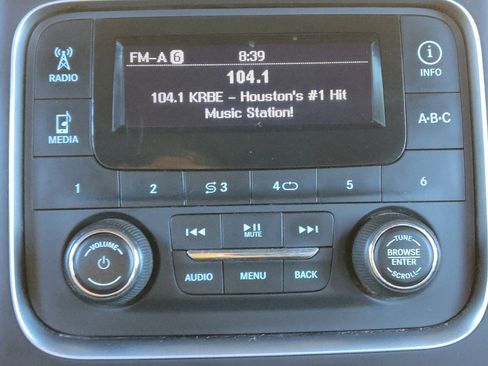 FM-A 6 8:39
104.1
104.1 KRBE – Houston's #1 Hit
Music Station!
RADIO
MEDIA
INFO
A·B·C
1 2 3 4 5 6
VOLUME
MUTE
AUDIO MENU BACK
TUNE
BROWSE
ENTER
SCROLL